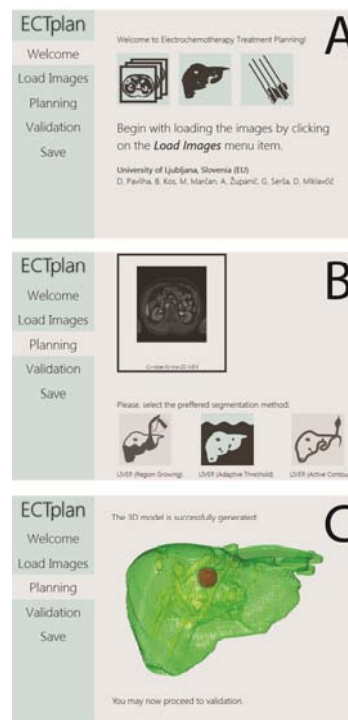 ECTplan
Welcome
Load Images
Planning
Validation
Save
Welcome to Electrochemotherapy Treatment Planning!
A
Begin with loading the images by clicking
on the Load Images menu item.
University of Ljubljana, Slovenia (EU)
D. Pavliha, B. Kos, M. Marčan, A. Županič, G. Serša, D. Miklavčič
ECTplan
Welcome
Load Images
Planning
Validation
Save
B
Please, select the preffered segmentation method:
LIVER (Region Growing)
LIVER (Adaptive Threshold)
LIVER (Active Contou
ECTplan
Welcome
Load Images
Planning
Validation
Save
The 3D model is successfully generated:
C
You may now proceed to validation.